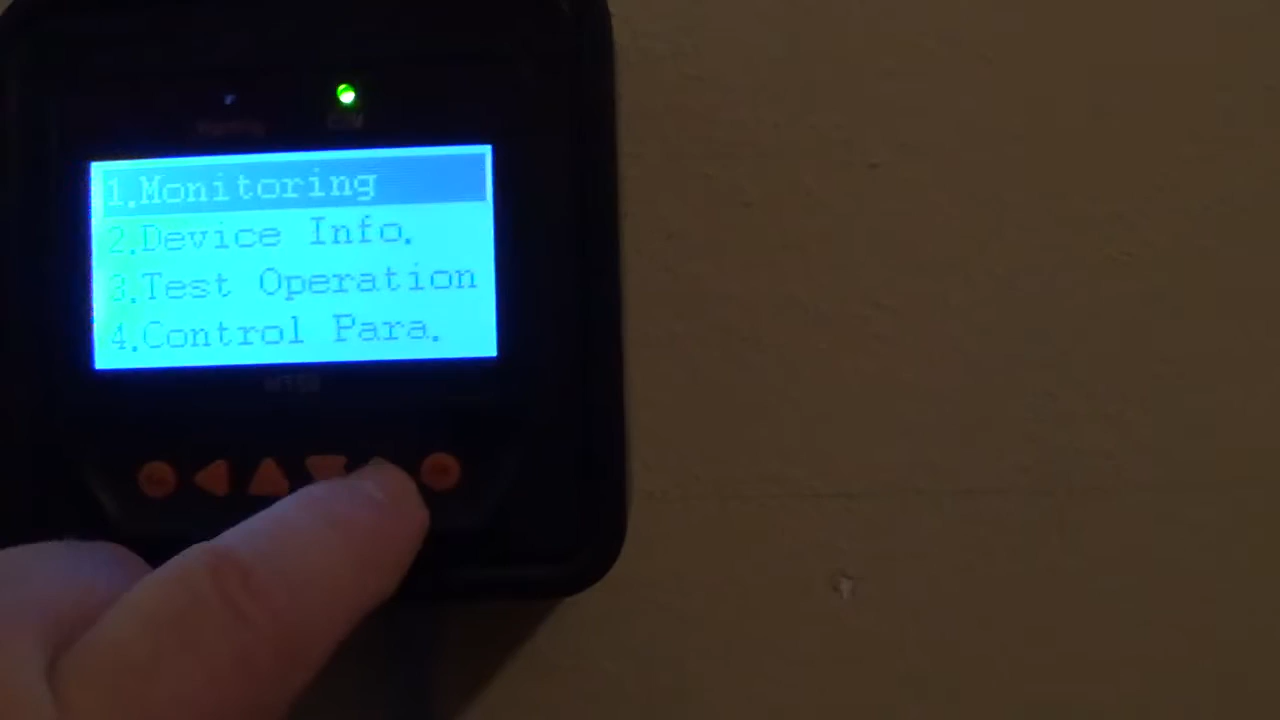 1.Monitoring
2.Device Info.
3.Test Operation
4.Control Para.